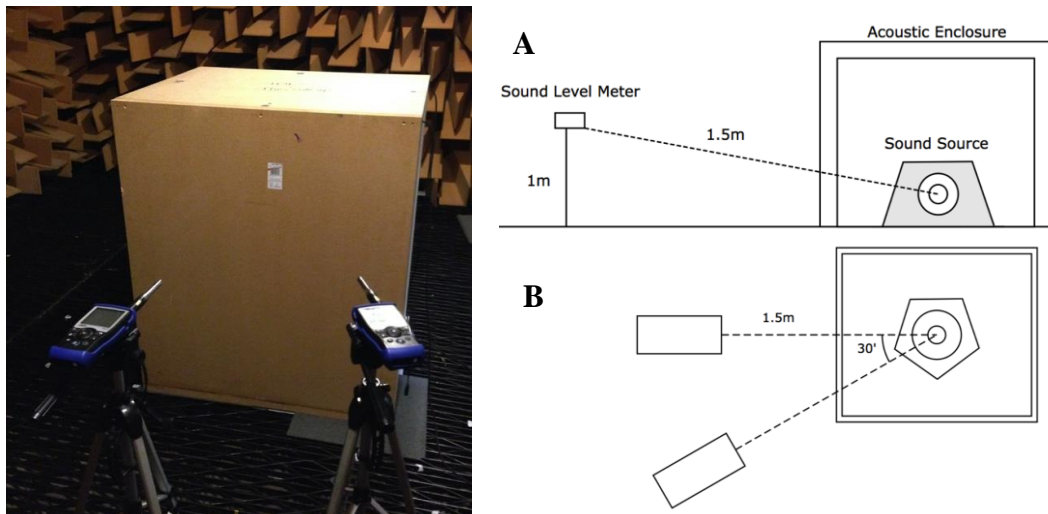 A
Acoustic Enclosure
Sound Level Meter
1.5m
Sound Source
1m
B
1.5m
30'